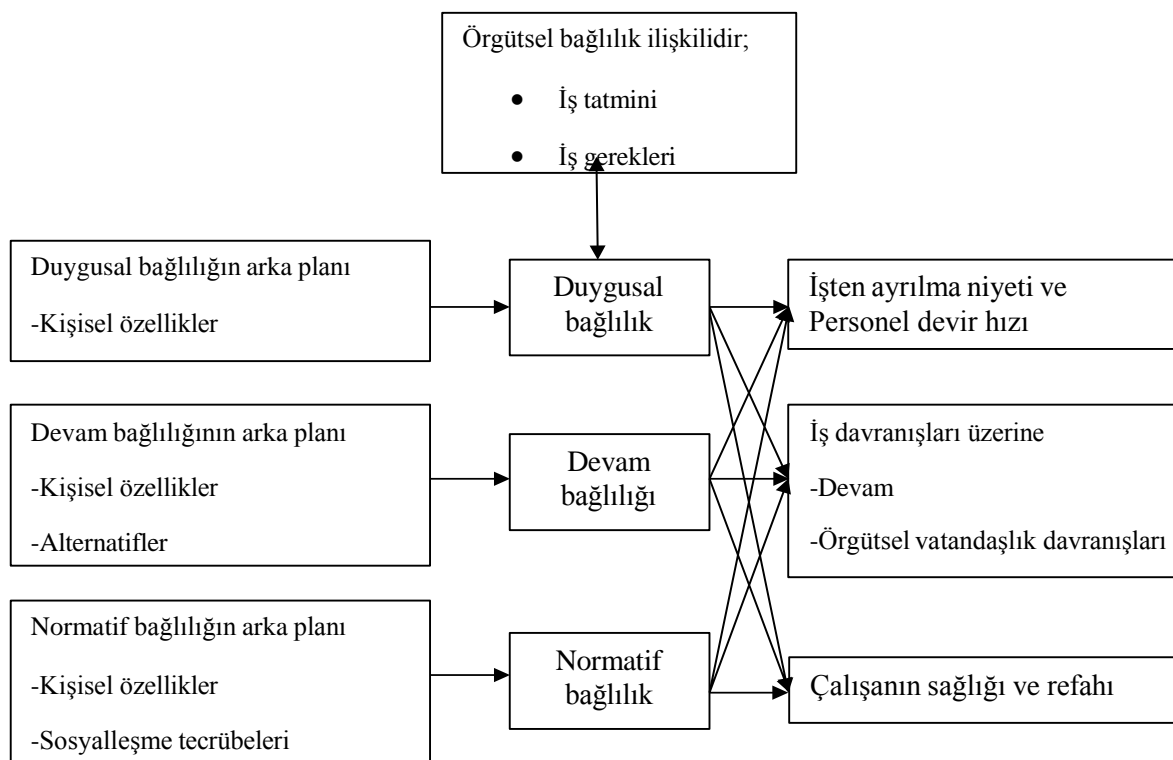 Örgütsel bağlılık ilişkilidir;
• İş tatmini
• İş gerekleri
Duygusal bağlılığın arka planı
-Kişisel özellikler
Duygusal
bağlılık
İşten ayrılma niyeti ve
Personel devir hızı
Devam bağlılığının arka planı
-Kişisel özellikler
-Alternatifler
Devam
bağlılığı
İş davranışları üzerine
-Devam
-Örgütsel vatandaşlık davranışları
Normatif bağlılığın arka planı
-Kişisel özellikler
-Sosyalleşme tecrübeleri
Normatif
bağlılık
Çalışanın sağlığı ve refahı